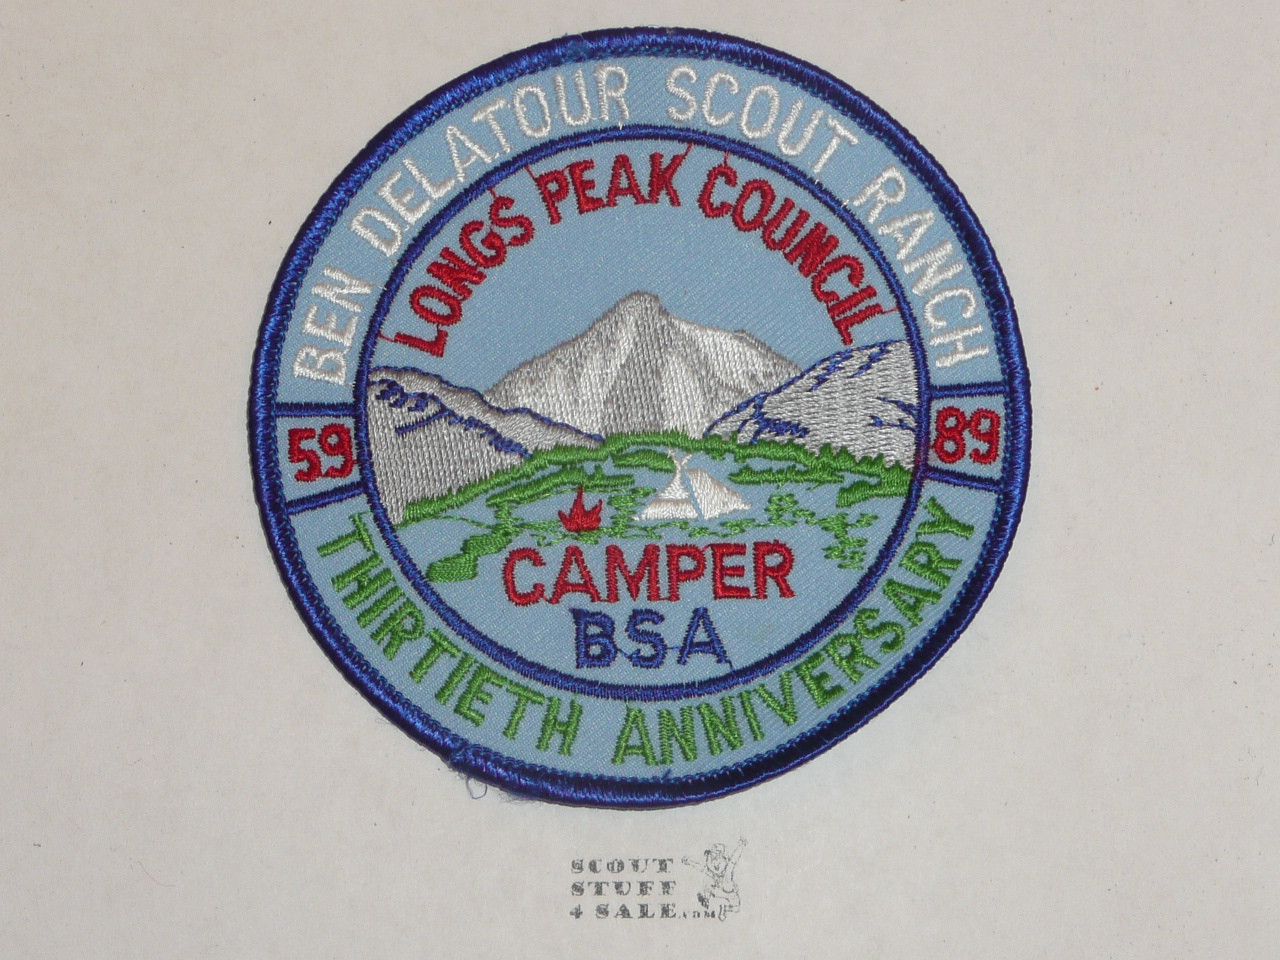 BEN DELATOUR SCOUT RANCH
LONGS PEAK COUNCIL
59 89
CAMPER
BSA
THIRTIETH ANNIVERSARY
SCOUT
STUFF
4 SALE.com